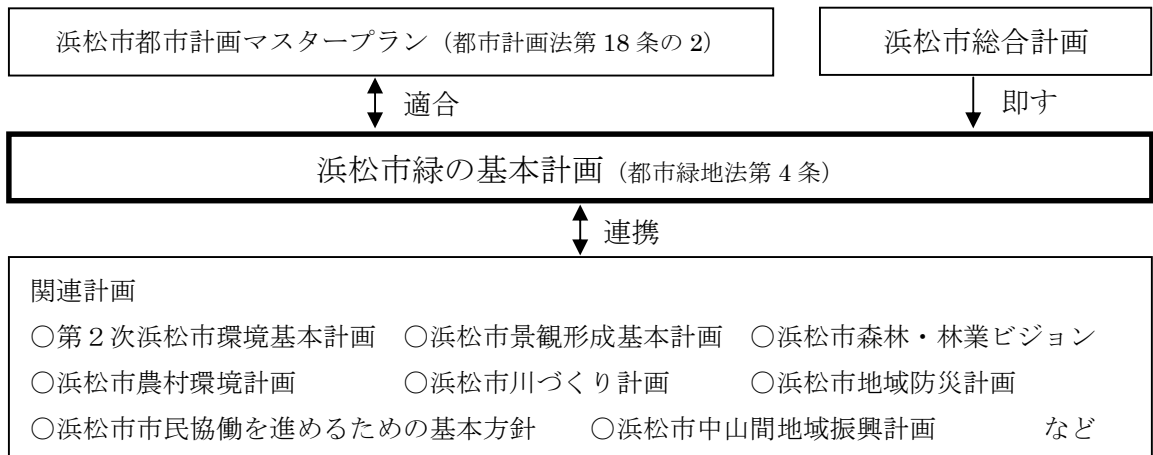 浜松市都市計画マスタープラン（都市計画法第 18 条の 2）
浜松市総合計画
適合
即す
浜松市緑の基本計画（都市緑地法第 4 条）
連携
関連計画
○第２次浜松市環境基本計画　○浜松市景観形成基本計画　○浜松市森林・林業ビジョン
○浜松市農村環境計画　○浜松市川づくり計画　○浜松市地域防災計画
○浜松市市民協働を進めるための基本方針　○浜松市中山間地域振興計画　など